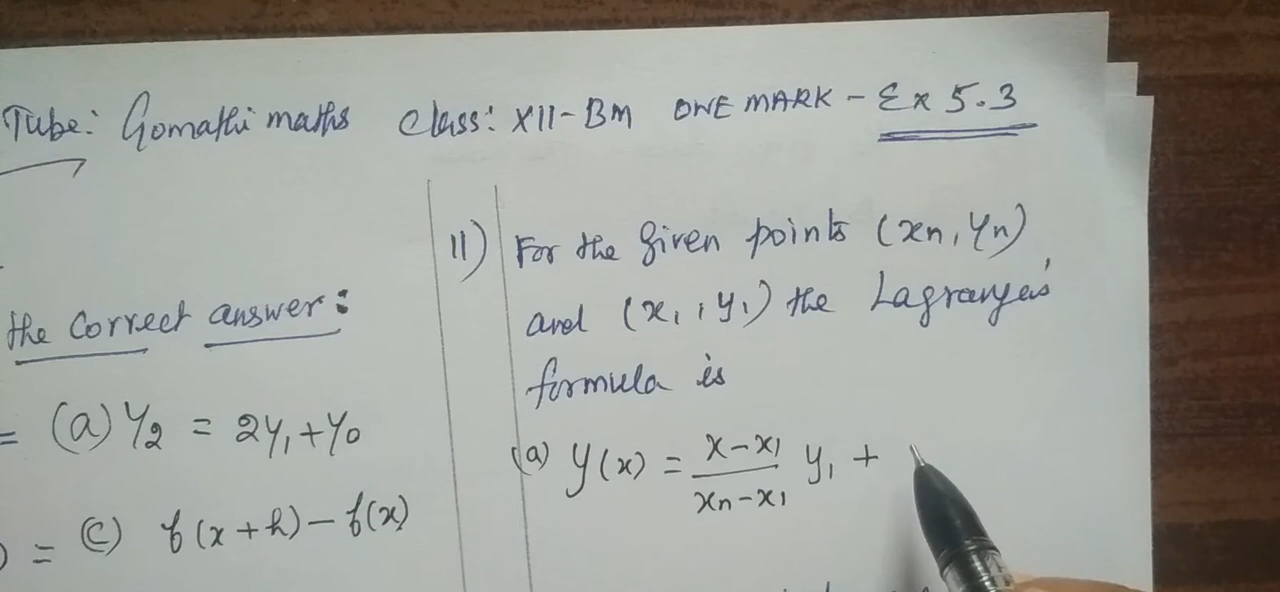 Tube: Gomathi maths Class: XII-BM ONE MARK - Ex 5.3
the correct answer:
= (a) y₂ = 2y₁+y₀
= (c) f(x+h)-f(x)
11) For the given points (xn, yn)
and (x₁, y₁) the Lagrange's
formula is
(a) y(x) = x-x₁ / xn-x₁ y₁ +